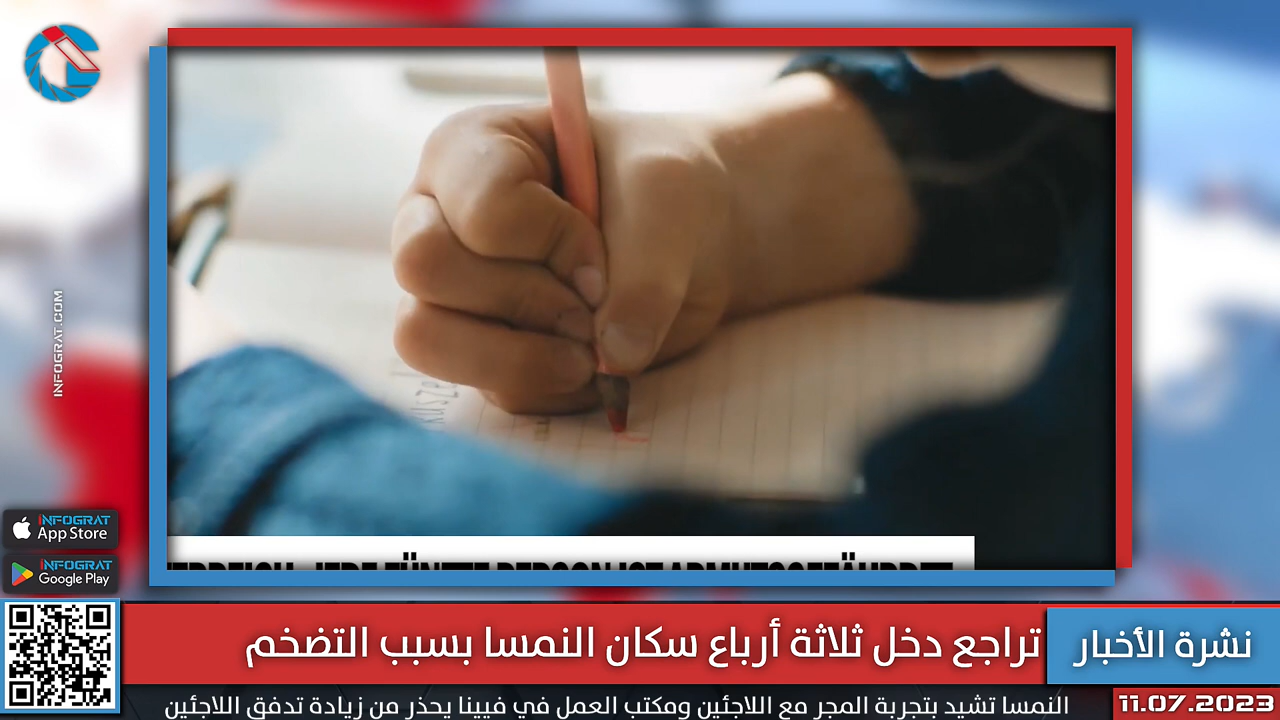 INFOGRAT.COM
INFOGRAT
App Store
INFOGRAT
Google Play
نشرة الأخبار
تراجع دخل ثلاثة أرباع سكان النمسا بسبب التضخم
11.07.2023
النمسا تشيد بتجربة المجر مع اللاجئين ومكتب العمل في فيينا يحذر من زيادة تدفق اللاجئين